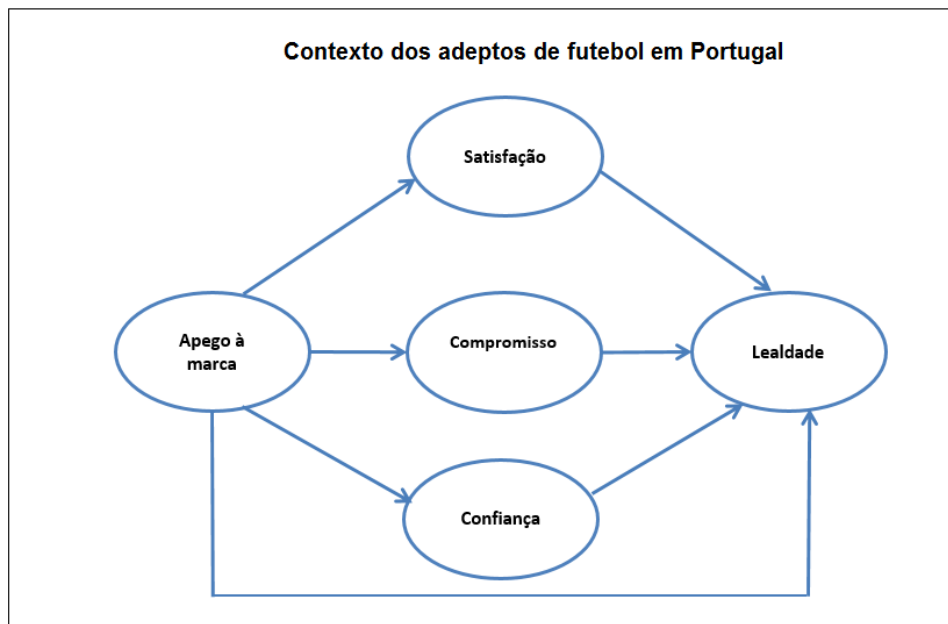 Contexto dos adeptos de futebol em Portugal
Satisfação
Apego à
marca
Compromisso
Lealdade
Confiança